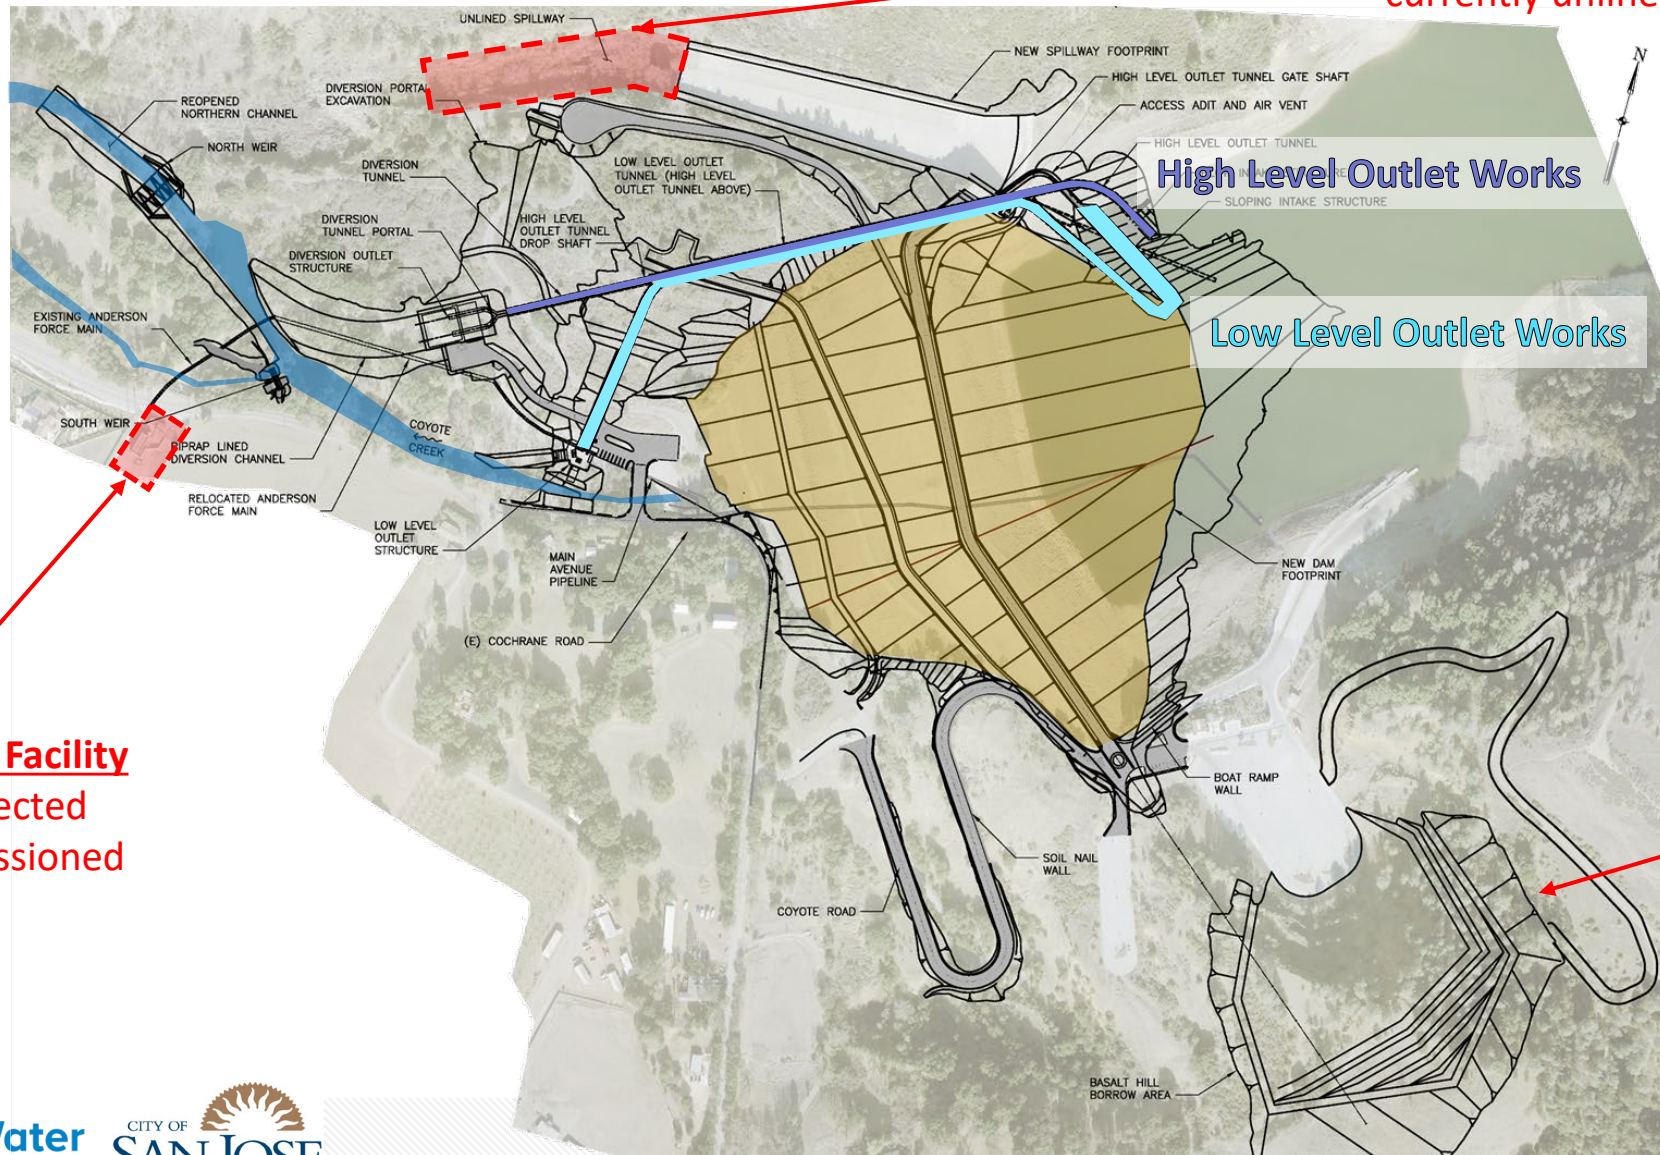 currently unline
UNLINED SPILLWAY
NEW SPILLWAY FOOTPRINT
HIGH LEVEL OUTLET TUNNEL GATE SHAFT
ACCESS ADIT AND AIR VENT
N
DIVERSION PORTAL
EXCAVATION
REOPENED
NORTHERN CHANNEL
NORTH WEIR
DIVERSION
TUNNEL
LOW LEVEL OUTLET
TUNNEL (HIGH LEVEL
OUTLET TUNNEL ABOVE)
HIGH LEVEL OUTLET TUNNEL
High Level Outlet Works
SLOPING INTAKE STRUCTURE
DIVERSION
TUNNEL PORTAL
HIGH LEVEL
OUTLET TUNNEL
DROP SHAFT
DIVERSION OUTLET
STRUCTURE
EXISTING ANDERSON
FORCE MAIN
Low Level Outlet Works
SOUTH WEIR
COYOTE
CREEK
RIPRAP LINED
DIVERSION CHANNEL
RELOCATED ANDERSON
FORCE MAIN
LOW LEVEL
OUTLET
STRUCTURE
MAIN
AVENUE
PIPELINE
NEW DAM
FOOTPRINT
(E) COCHRANE ROAD
Facility
ected
ssioned
BOAT RAMP
WALL
SOIL NAIL
WALL
COYOTE ROAD
BASALT HILL
BORROW AREA
Water
CITY OF
SAN JOSE